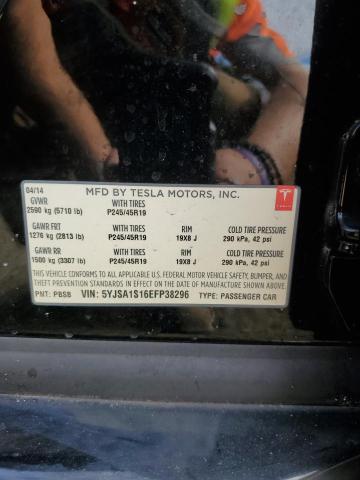 04/14 MFD BY TESLA MOTORS, INC.
GVWR WITH TIRES
2590 kg (5710 lb) P245/45R19
GAWR FRT WITH TIRES RIM COLD TIRE PRESSURE
1276 kg (2813 lb) P245/45R19 19X8 J 290 kPa, 42 psi
GAWR RR WITH TIRES RIM COLD TIRE PRESSURE
1500 kg (3307 lb) P245/45R19 19X8 J 290 kPa, 42 psi
THIS VEHICLE CONFORMS TO ALL APPLICABLE U.S. FEDERAL MOTOR VEHICLE SAFETY, BUMPER, AND
THEFT PREVENTION STANDARDS IN EFFECT ON THE DATE OF MANUFACTURE SHOWN ABOVE.
PNT: PBSB VIN: 5YJSA1S16EFP38296 TYPE: PASSENGER CAR